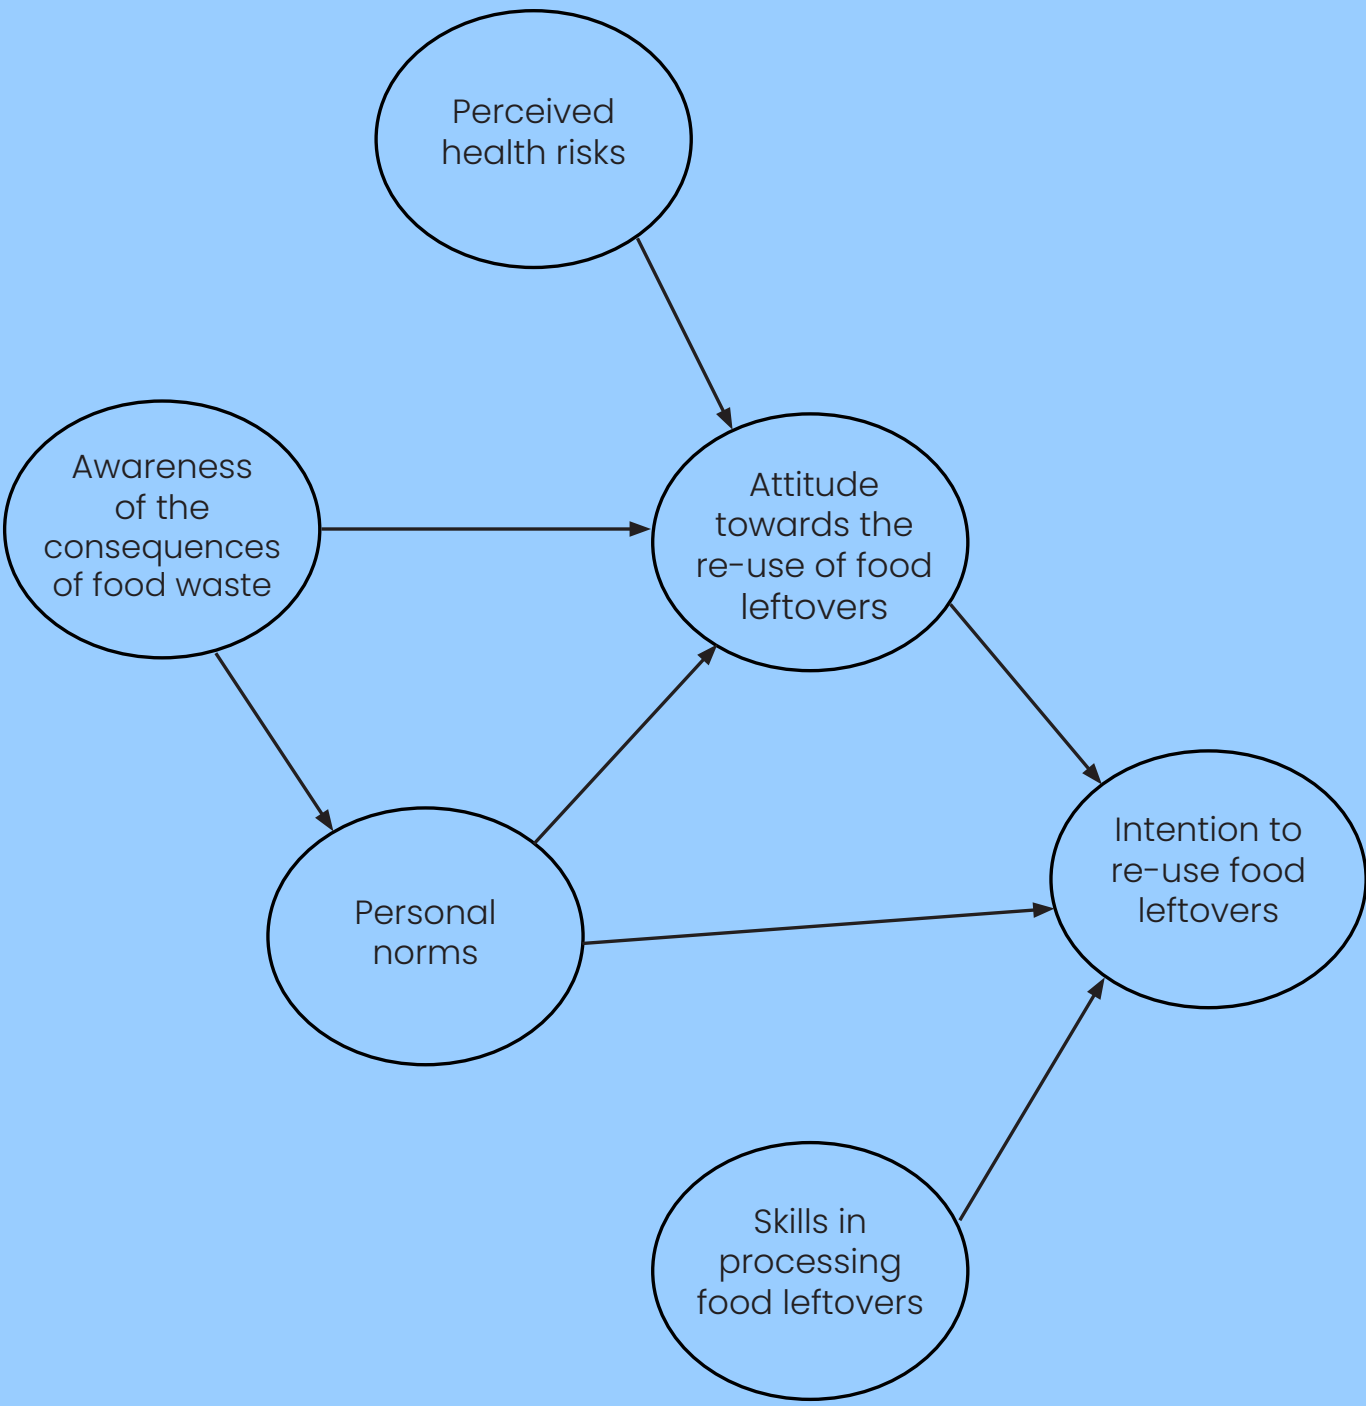 Perceived
health risks
Awareness
of the
consequences
of food waste
Attitude
towards the
re-use of food
leftovers
Personal
norms
Intention to
re-use food
leftovers
Skills in
processing
food leftovers